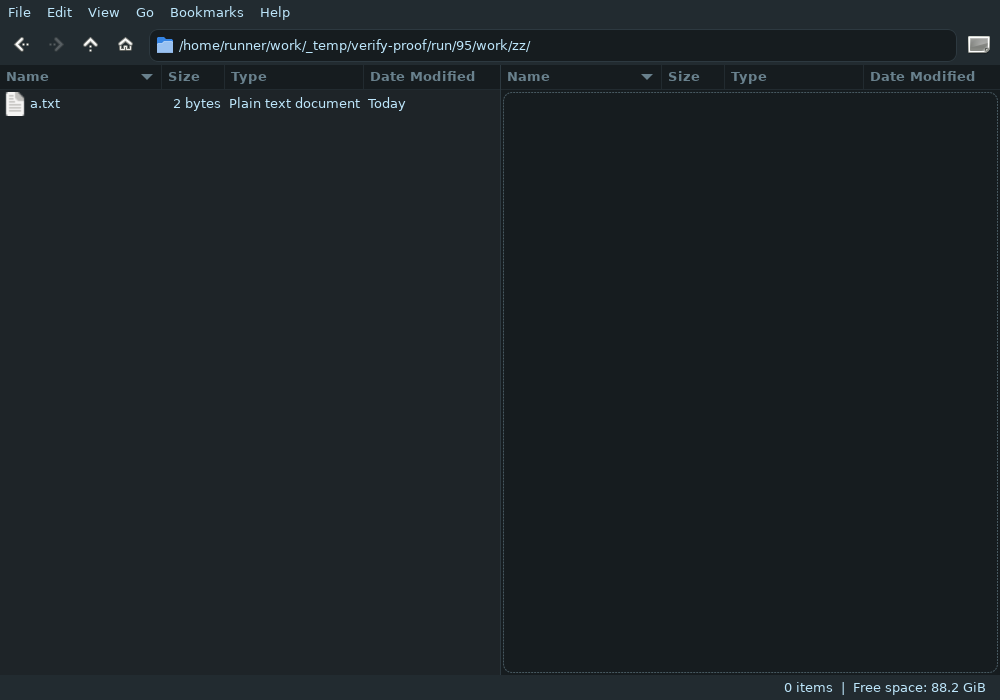 File Edit View Go Bookmarks Help
/home/runner/work/_temp/verify-proof/run/95/work/zz/
Name Size Type Date Modified Name Size Type Date Modified
a.txt 2 bytes Plain text document Today
0 items | Free space: 88.2 GiB